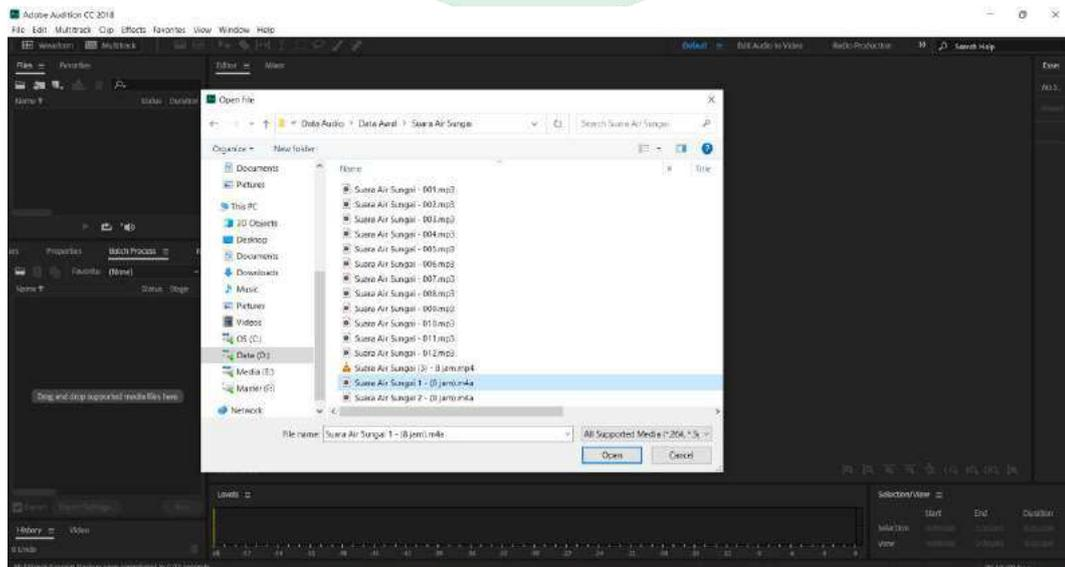 Adobe Audition CC 2018
File Edit Multitrack Clip Effects Favorites View Window Help
Waveform Multitrack Default Edit Audio to Video Radio Production Search Help
Files Favorites Editor Mixer
Name Status Duration
Open File
Data Audio Data Awal Suara Air Sungai Search Suara Air Sungai
Organize New folder
Name Title
Documents
Pictures
This PC
3D Objects
Desktop
Documents
Downloads
Music
Pictures
Videos
OS (C:)
Data (D:)
Media (E:)
Master (F:)
Network
Suara Air Sungai - 001.mp3
Suara Air Sungai - 002.mp3
Suara Air Sungai - 003.mp3
Suara Air Sungai - 004.mp3
Suara Air Sungai - 005.mp3
Suara Air Sungai - 006.mp3
Suara Air Sungai - 007.mp3
Suara Air Sungai - 008.mp3
Suara Air Sungai - 009.mp3
Suara Air Sungai - 010.mp3
Suara Air Sungai - 011.mp3
Suara Air Sungai - 012.mp3
Suara Air Sungai (3) - 8 jam.mp4
Suara Air Sungai 1 - (8 jam).m4a
Suara Air Sungai 2 - (8 jam).m4a
File name: Suara Air Sungai 1 - (8 jam).m4a All Supported Media (*.264, *.3
Open Cancel
Properties Batch Process
Favorite: (None)
Name Status Stage
Drag and drop supported media files here
Export Export Settings...
History Video
0 Undo
Levels
Selection/View
Start End Duration
Selection
View